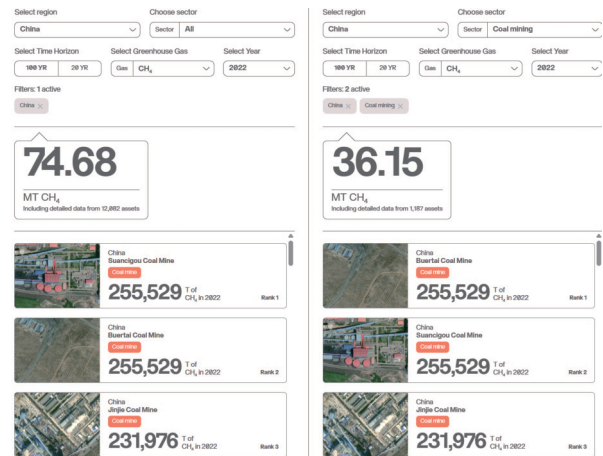 Select region
Choose sector
China
Sector All
Select Time Horizon
Select Greenhouse Gas
Select Year
100 YR
20 YR
Gas CH₄
2022
Filters: 1 active
China ×
74.68
MT CH₄
Including detailed data from 12,082 assets
China
Suancigou Coal Mine
Coal mine
255,529 T of
CH₄ in 2022
Rank 1
China
Buertai Coal Mine
Coal mine
255,529 T of
CH₄ in 2022
Rank 2
China
Jinjie Coal Mine
Coal mine
231,976 T of
CH₄ in 2022
Rank 3
Select region
Choose sector
China
Sector Coal mining
Select Time Horizon
Select Greenhouse Gas
Select Year
100 YR
20 YR
Gas CH₄
2022
Filters: 2 active
China ×
Coal mining ×
36.15
MT CH₄
Including detailed data from 1,187 assets
China
Buertai Coal Mine
Coal mine
255,529 T of
CH₄ in 2022
Rank 1
China
Suancigou Coal Mine
Coal mine
255,529 T of
CH₄ in 2022
Rank 2
China
Jinjie Coal Mine
Coal mine
231,976 T of
CH₄ in 2022
Rank 3